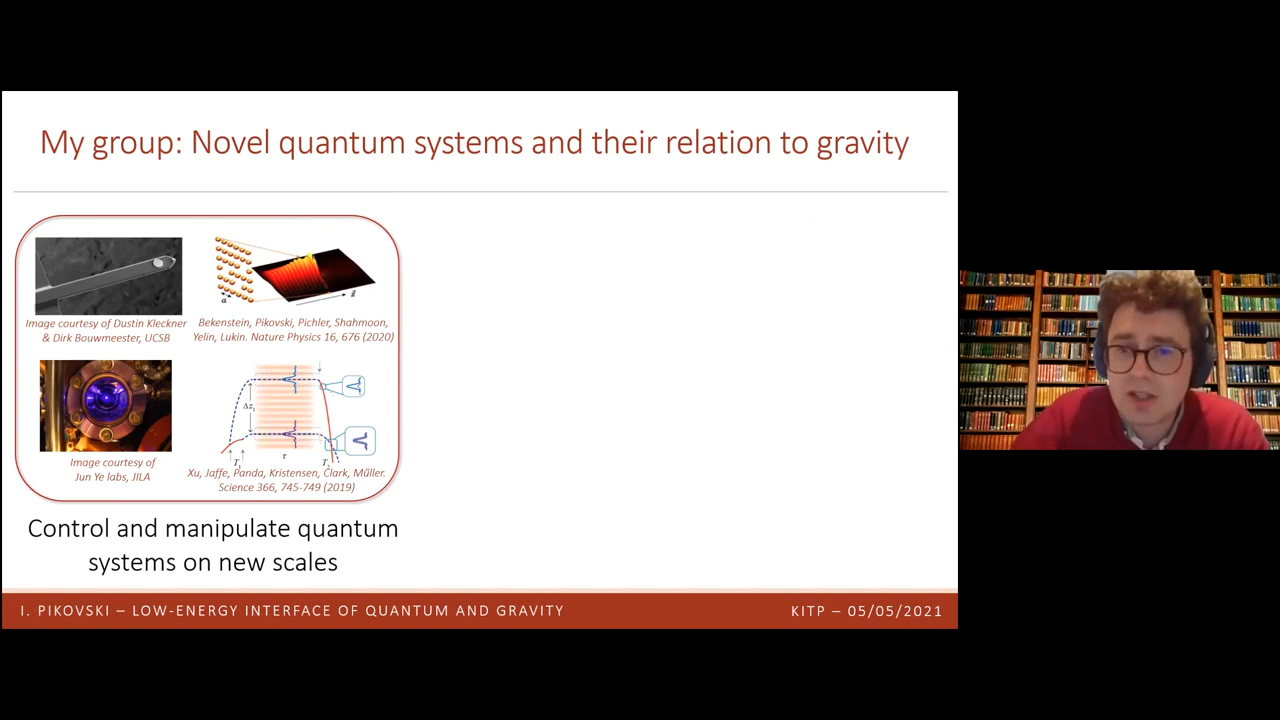 My group: Novel quantum systems and their relation to gravity
Image courtesy of Dustin Kleckner
& Dirk Bouwmeester, UCSB
a
z
Bekenstein, Pikovski, Pichler, Shahmoon,
Yelin, Lukin. Nature Physics 16, 676 (2020)
Image courtesy of
Jun Ye labs, JILA
Δz
T
τ
T
Xu, Jaffe, Panda, Kristensen, Clark, Müller.
Science 366, 745-749 (2019)
Control and manipulate quantum
systems on new scales
I. PIKOVSKI – LOW-ENERGY INTERFACE OF QUANTUM AND GRAVITY
KITP – 05/05/2021